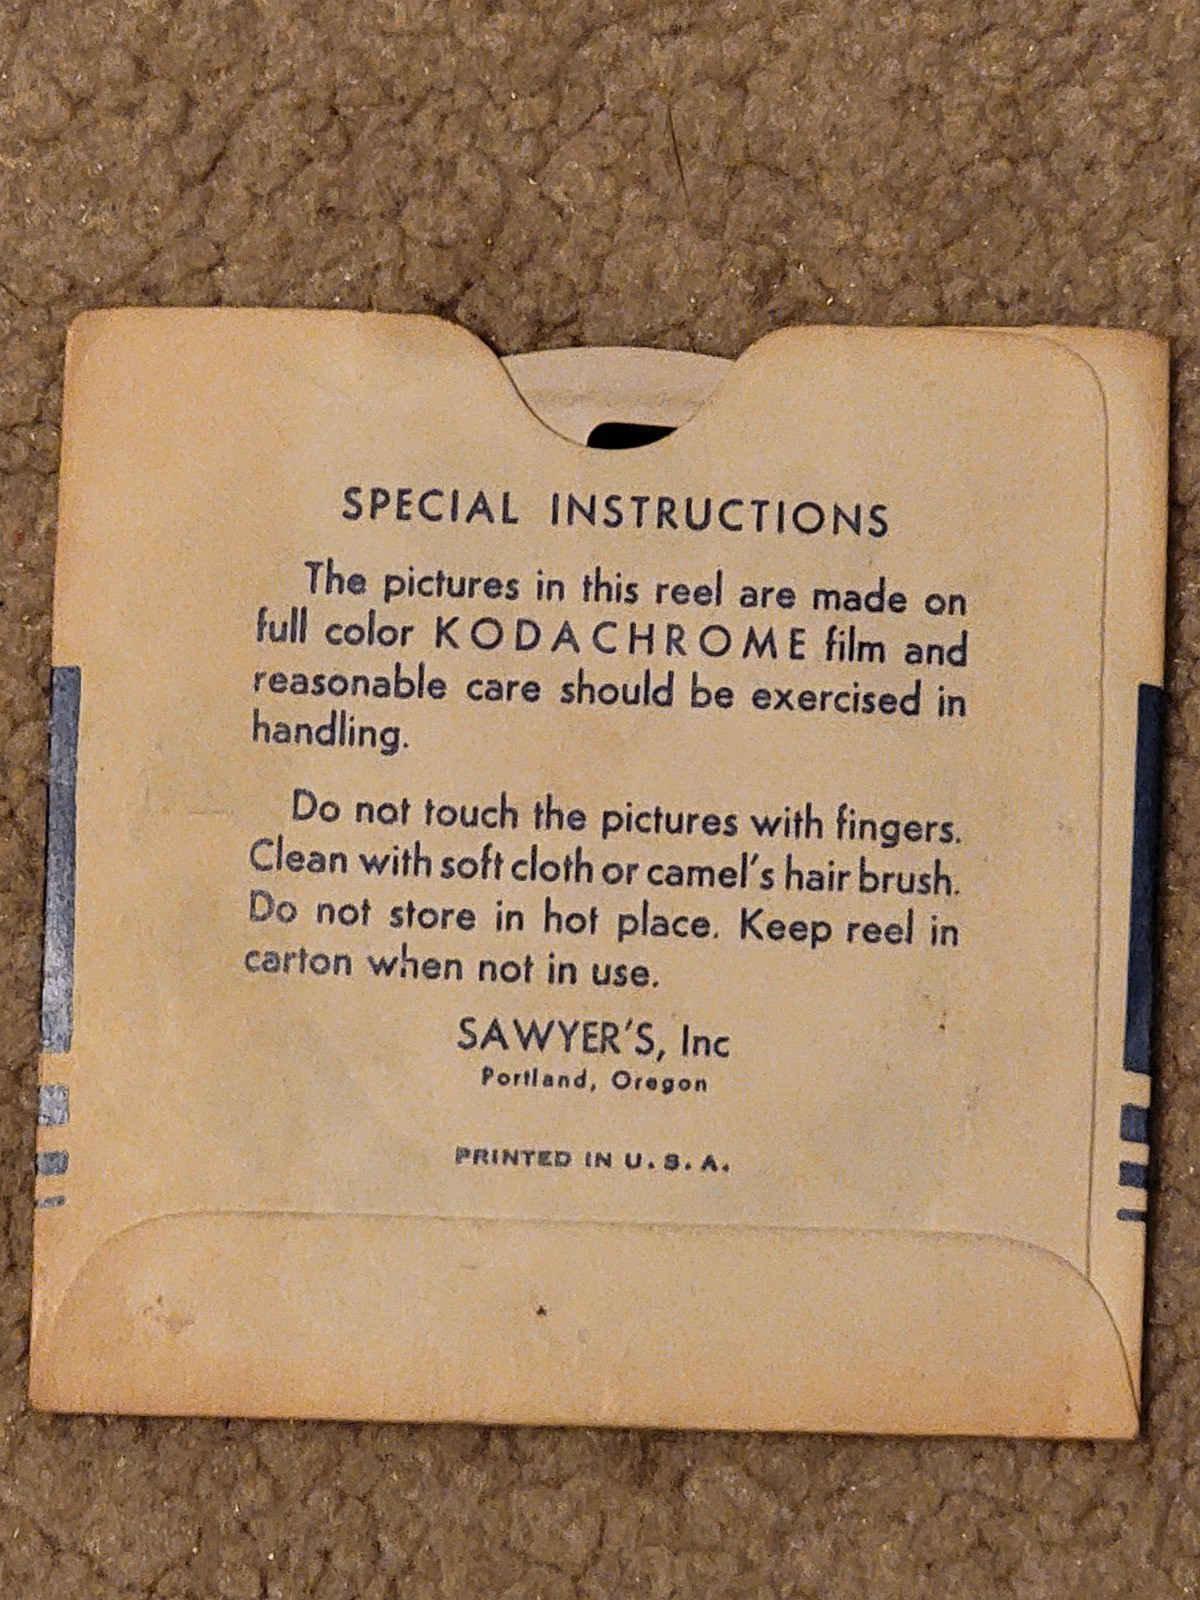 SPECIAL INSTRUCTIONS
The pictures in this reel are made on
full color KODACHROME film and
reasonable care should be exercised in
handling.
Do not touch the pictures with fingers.
Clean with soft cloth or camel's hair brush.
Do not store in hot place. Keep reel in
carton when not in use.
SAWYER'S, Inc
Portland, Oregon
PRINTED IN U.S.A.